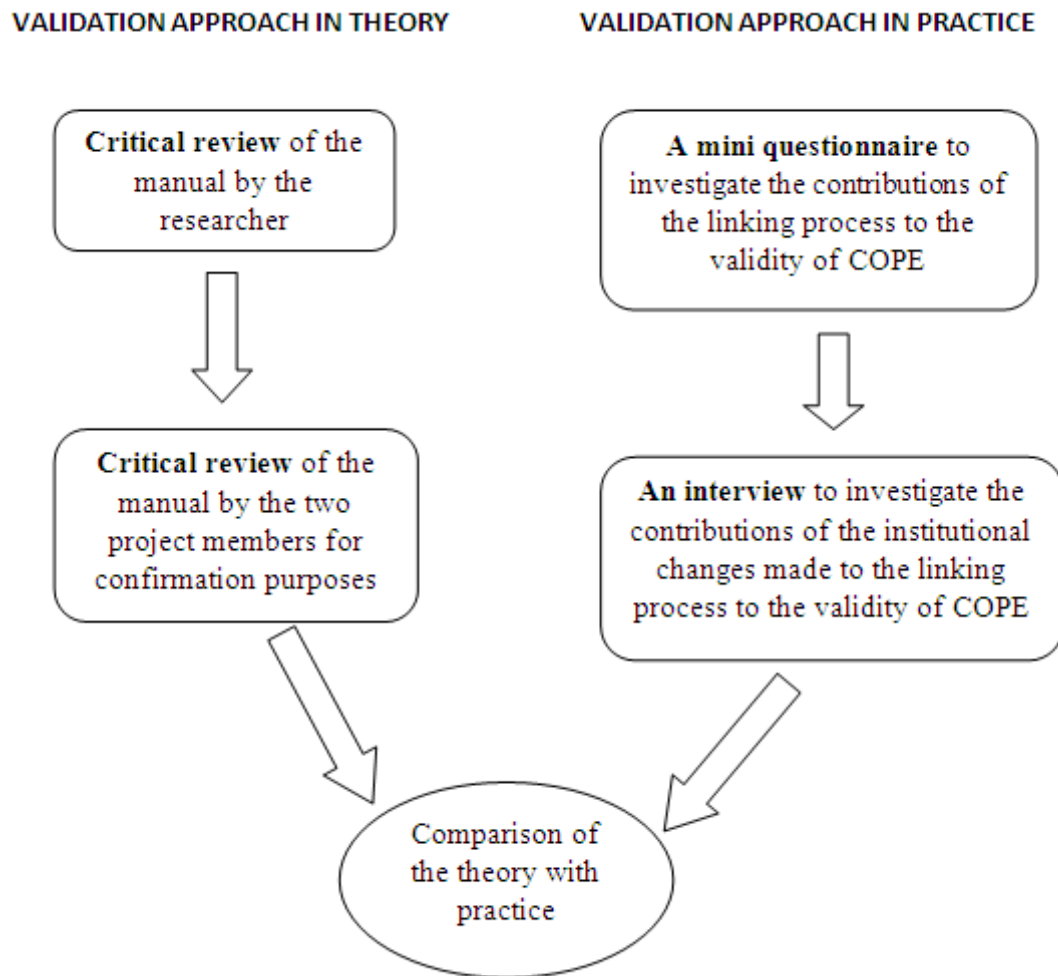 VALIDATION APPROACH IN THEORY
VALIDATION APPROACH IN PRACTICE
Critical review of the
manual by the
researcher
A mini questionnaire to
investigate the contributions of
the linking process to the
validity of COPE
Critical review of the
manual by the two
project members for
confirmation purposes
An interview to investigate the
contributions of the institutional
changes made to the linking
process to the validity of COPE
Comparison of
the theory with
practice